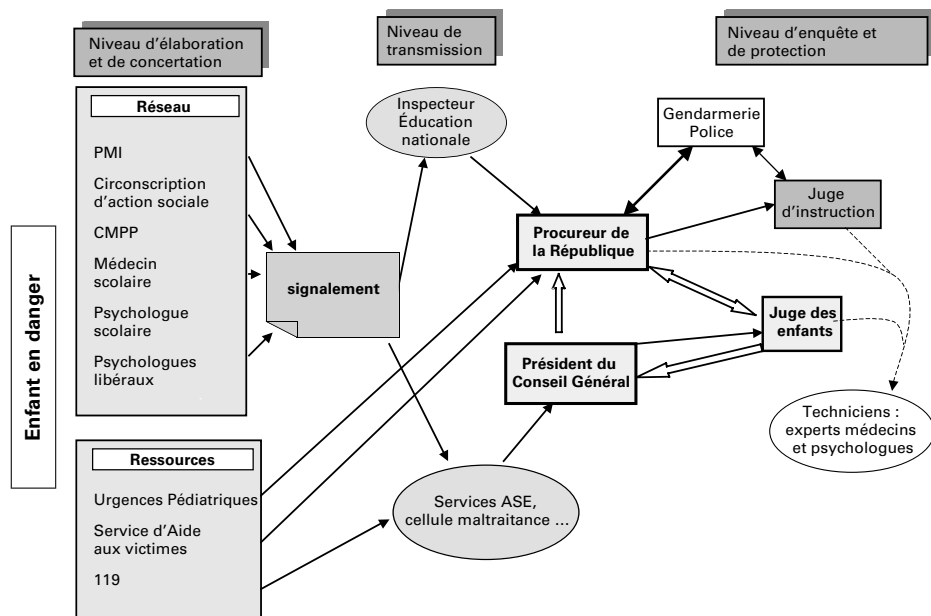 Niveau d'élaboration
et de concertation
Niveau de
transmission
Niveau d'enquête et
de protection
Enfant en danger
Réseau
PMI
Circonscription
d'action sociale
CMPP
Médecin
scolaire
Psychologue
scolaire
Psychologues
libéraux
Ressources
Urgences Pédiatriques
Service d'Aide
aux victimes
119
signalement
Inspecteur
Éducation
nationale
Services ASE,
cellule maltraitance ...
Gendarmerie
Police
Juge
d'instruction
Procureur de
la République
Juge des
enfants
Président du
Conseil Général
Techniciens :
experts médecins
et psychologues